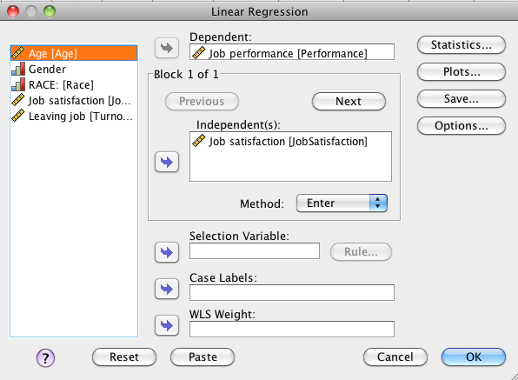 Linear Regression
Age [Age]
Gender
RACE: [Race]
Job satisfaction [Jo...
Leaving job [Turno...
Dependent:
Job performance [Performance]
Block 1 of 1
Previous
Next
Independent(s):
Job satisfaction [JobSatisfaction]
Method:
Enter
Selection Variable:
Rule...
Case Labels:
WLS Weight:
Statistics...
Plots...
Save...
Options...
?
Reset
Paste
Cancel
OK